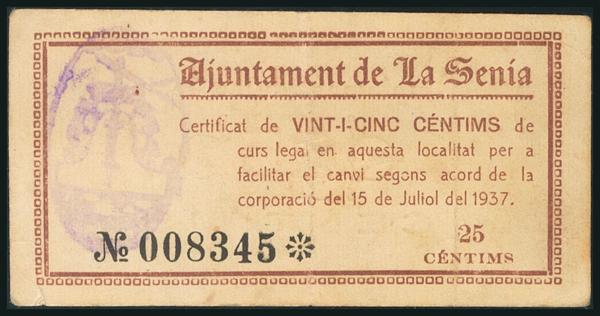 Ajuntament de La Senia
Certificat de VINT-I-CINC CÉNTIMS de
curs legal en aquesta localitat per a
facilitar el canvi segons acord de la
corporació del 15 de Juliol del 1937.
№ 008345
25
CÉNTIMS